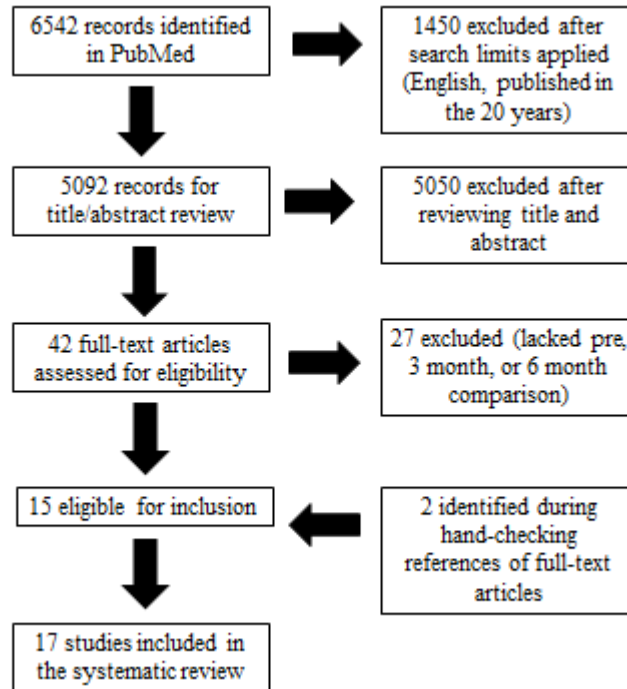 6542 records identified
in PubMed
1450 excluded after
search limits applied
(English, published in
the 20 years)
5092 records for
title/abstract review
5050 excluded after
reviewing title and
abstract
42 full-text articles
assessed for eligibility
27 excluded (lacked pre,
3 month, or 6 month
comparison)
15 eligible for inclusion
2 identified during
hand-checking
references of full-text
articles
17 studies included in
the systematic review